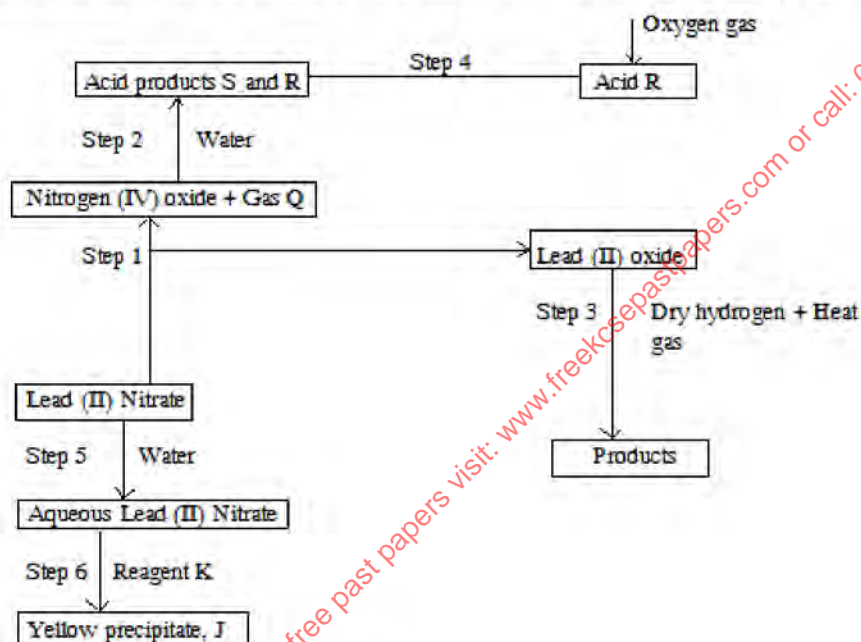 Oxygen gas
Step 4
Acid products S and R
Acid R
Step 2 Water
Nitrogen (IV) oxide + Gas Q
Step 1
Lead (II) oxide
Step 3 Dry hydrogen + Heat
gas
Lead (II) Nitrate
Products
Step 5 Water
Aqueous Lead (II) Nitrate
Step 6 Reagent K
Yellow precipitate, J
free past papers visit: www.freekcsepastpapers.com or call: